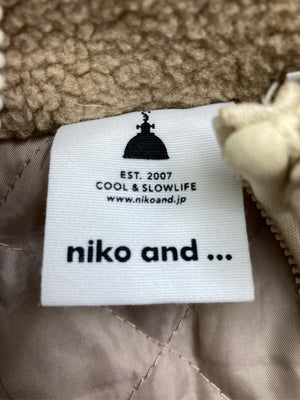 EST. 2007
COOL & SLOWLIFE
www.nikoand.jp
niko and ...